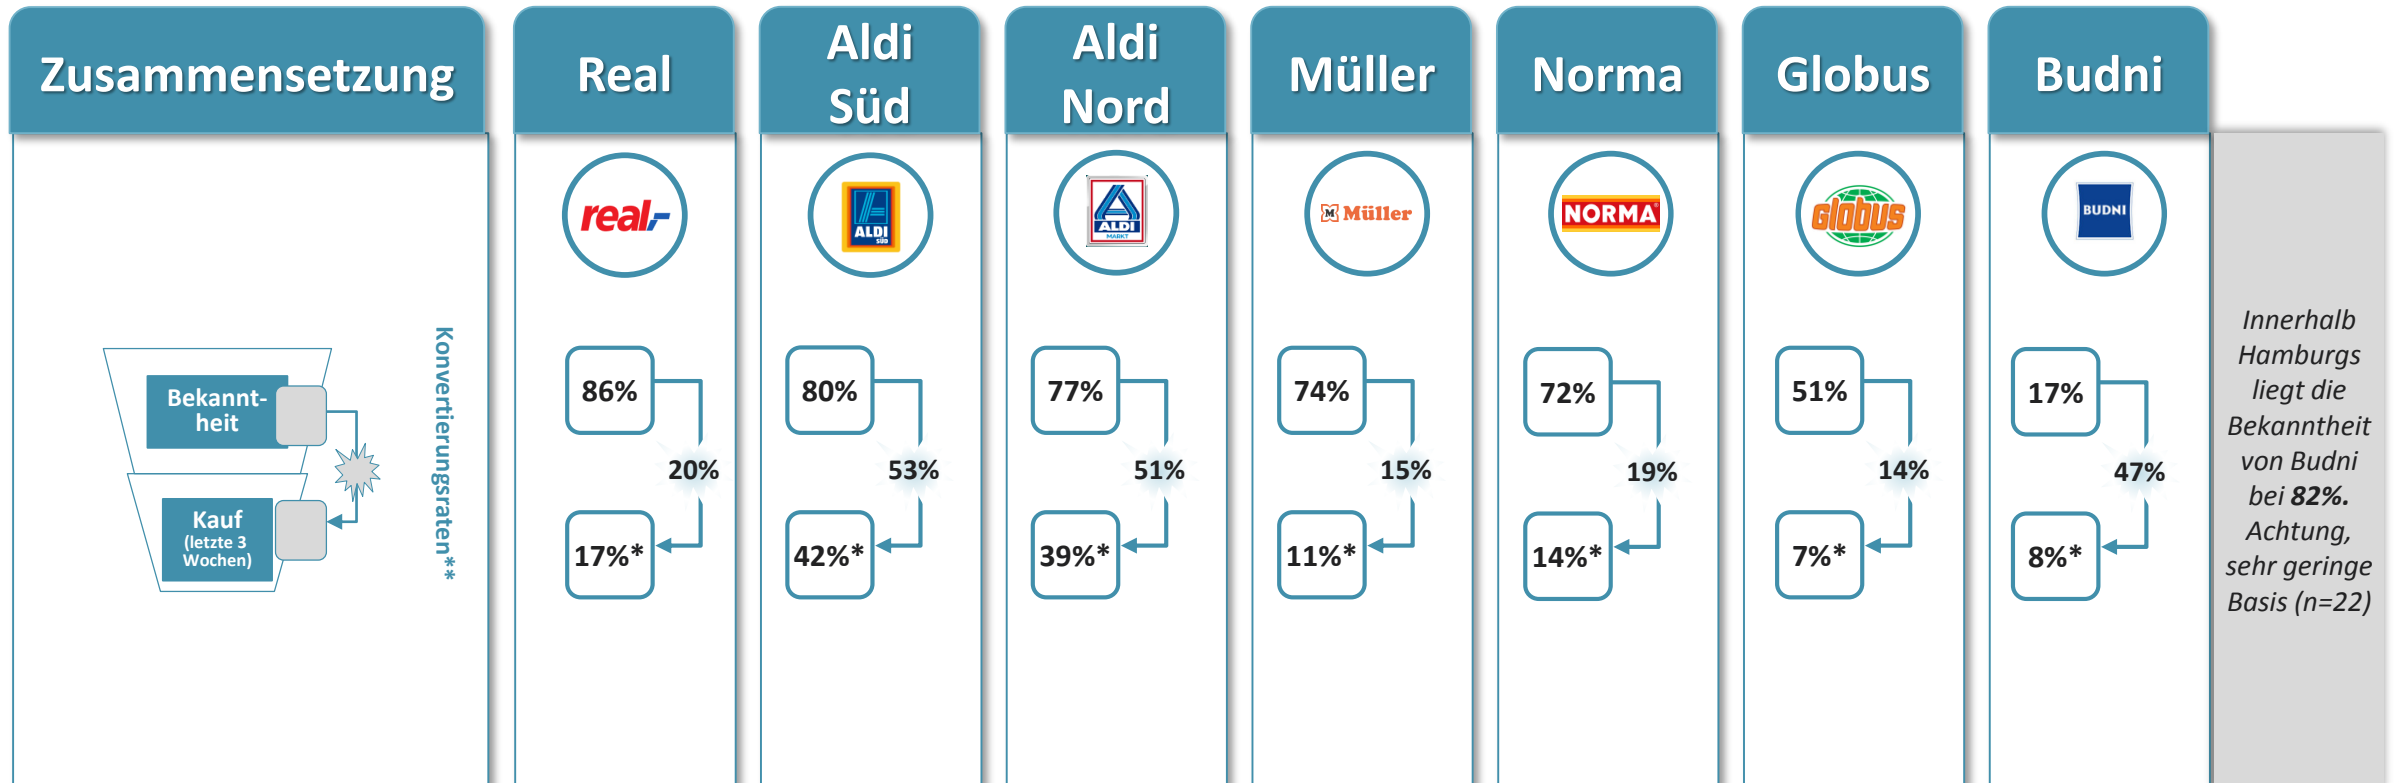 Zusammensetzung
Real
Aldi
Süd
Aldi
Nord
Müller
Norma
Globus
Budni
real,-
ALDI
SÜD
ALDI
MARKT
M Müller
NORMA®
Globus
BUDNI
Bekannt-
heit
Kauf
(letzte 3
Wochen)
Konvertierungsraten**
86%
20%
17%*
80%
53%
42%*
77%
51%
39%*
74%
15%
11%*
72%
19%
14%*
51%
14%
7%*
17%
47%
8%*
Innerhalb
Hamburgs
liegt die
Bekanntheit
von Budni
bei 82%.
Achtung,
sehr geringe
Basis (n=22)